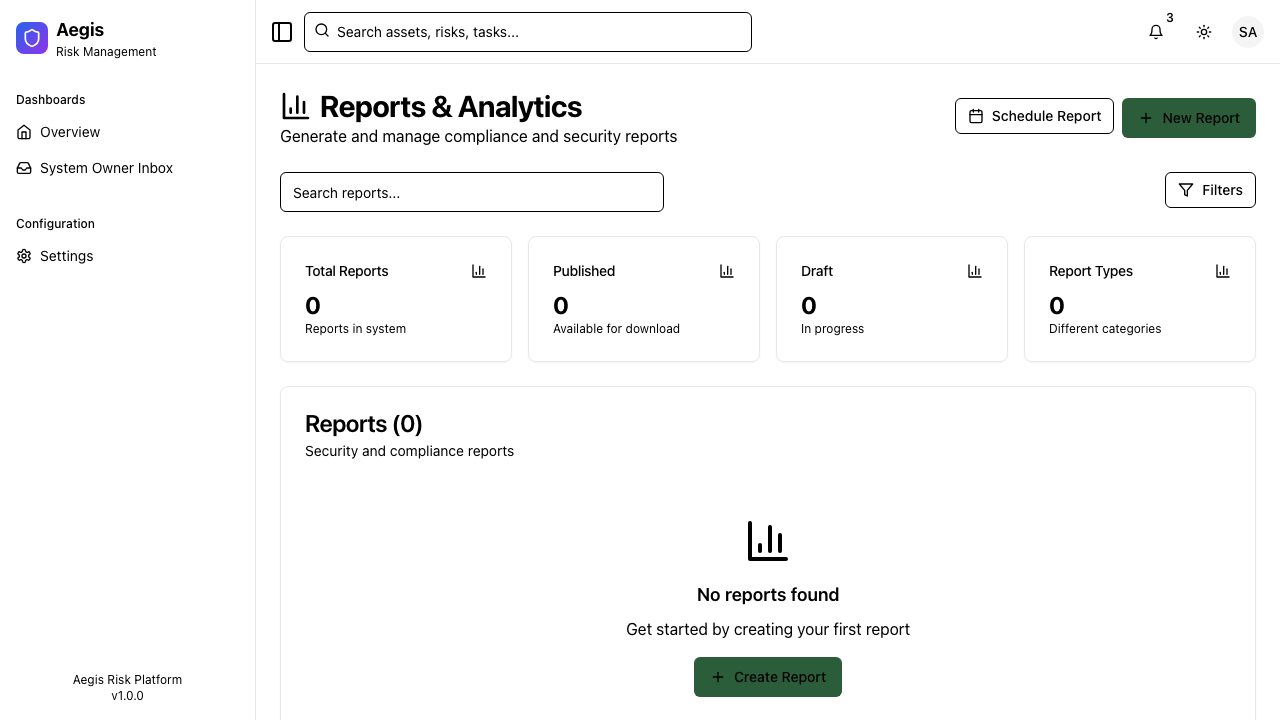 Aegis
Risk Management
Dashboards
Overview
System Owner Inbox
Configuration
Settings
Aegis Risk Platform
v1.0.0
Search assets, risks, tasks...
3
SA
Reports & Analytics
Generate and manage compliance and security reports
Schedule Report
New Report
Search reports...
Filters
Total Reports
0
Reports in system
Published
0
Available for download
Draft
0
In progress
Report Types
0
Different categories
Reports (0)
Security and compliance reports
No reports found
Get started by creating your first report
Create Report